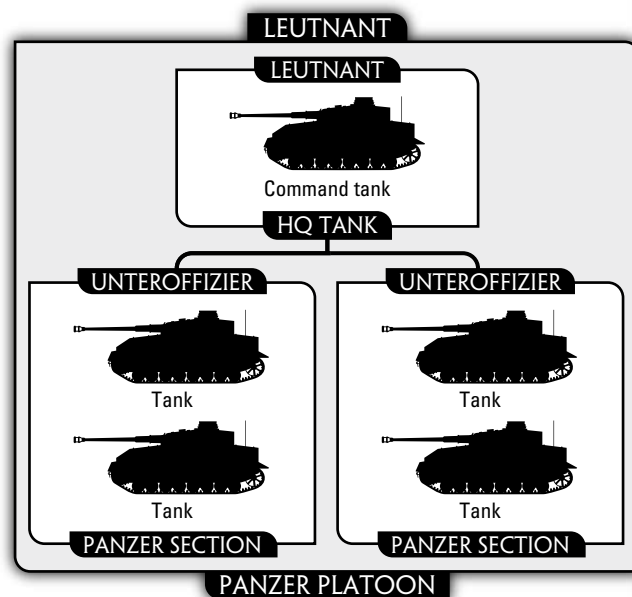 LEUTNANT
LEUTNANT
Command tank
HQ TANK
UNTEROFFIZIER
Tank
Tank
PANZER SECTION
UNTEROFFIZIER
Tank
Tank
PANZER SECTION
PANZER PLATOON